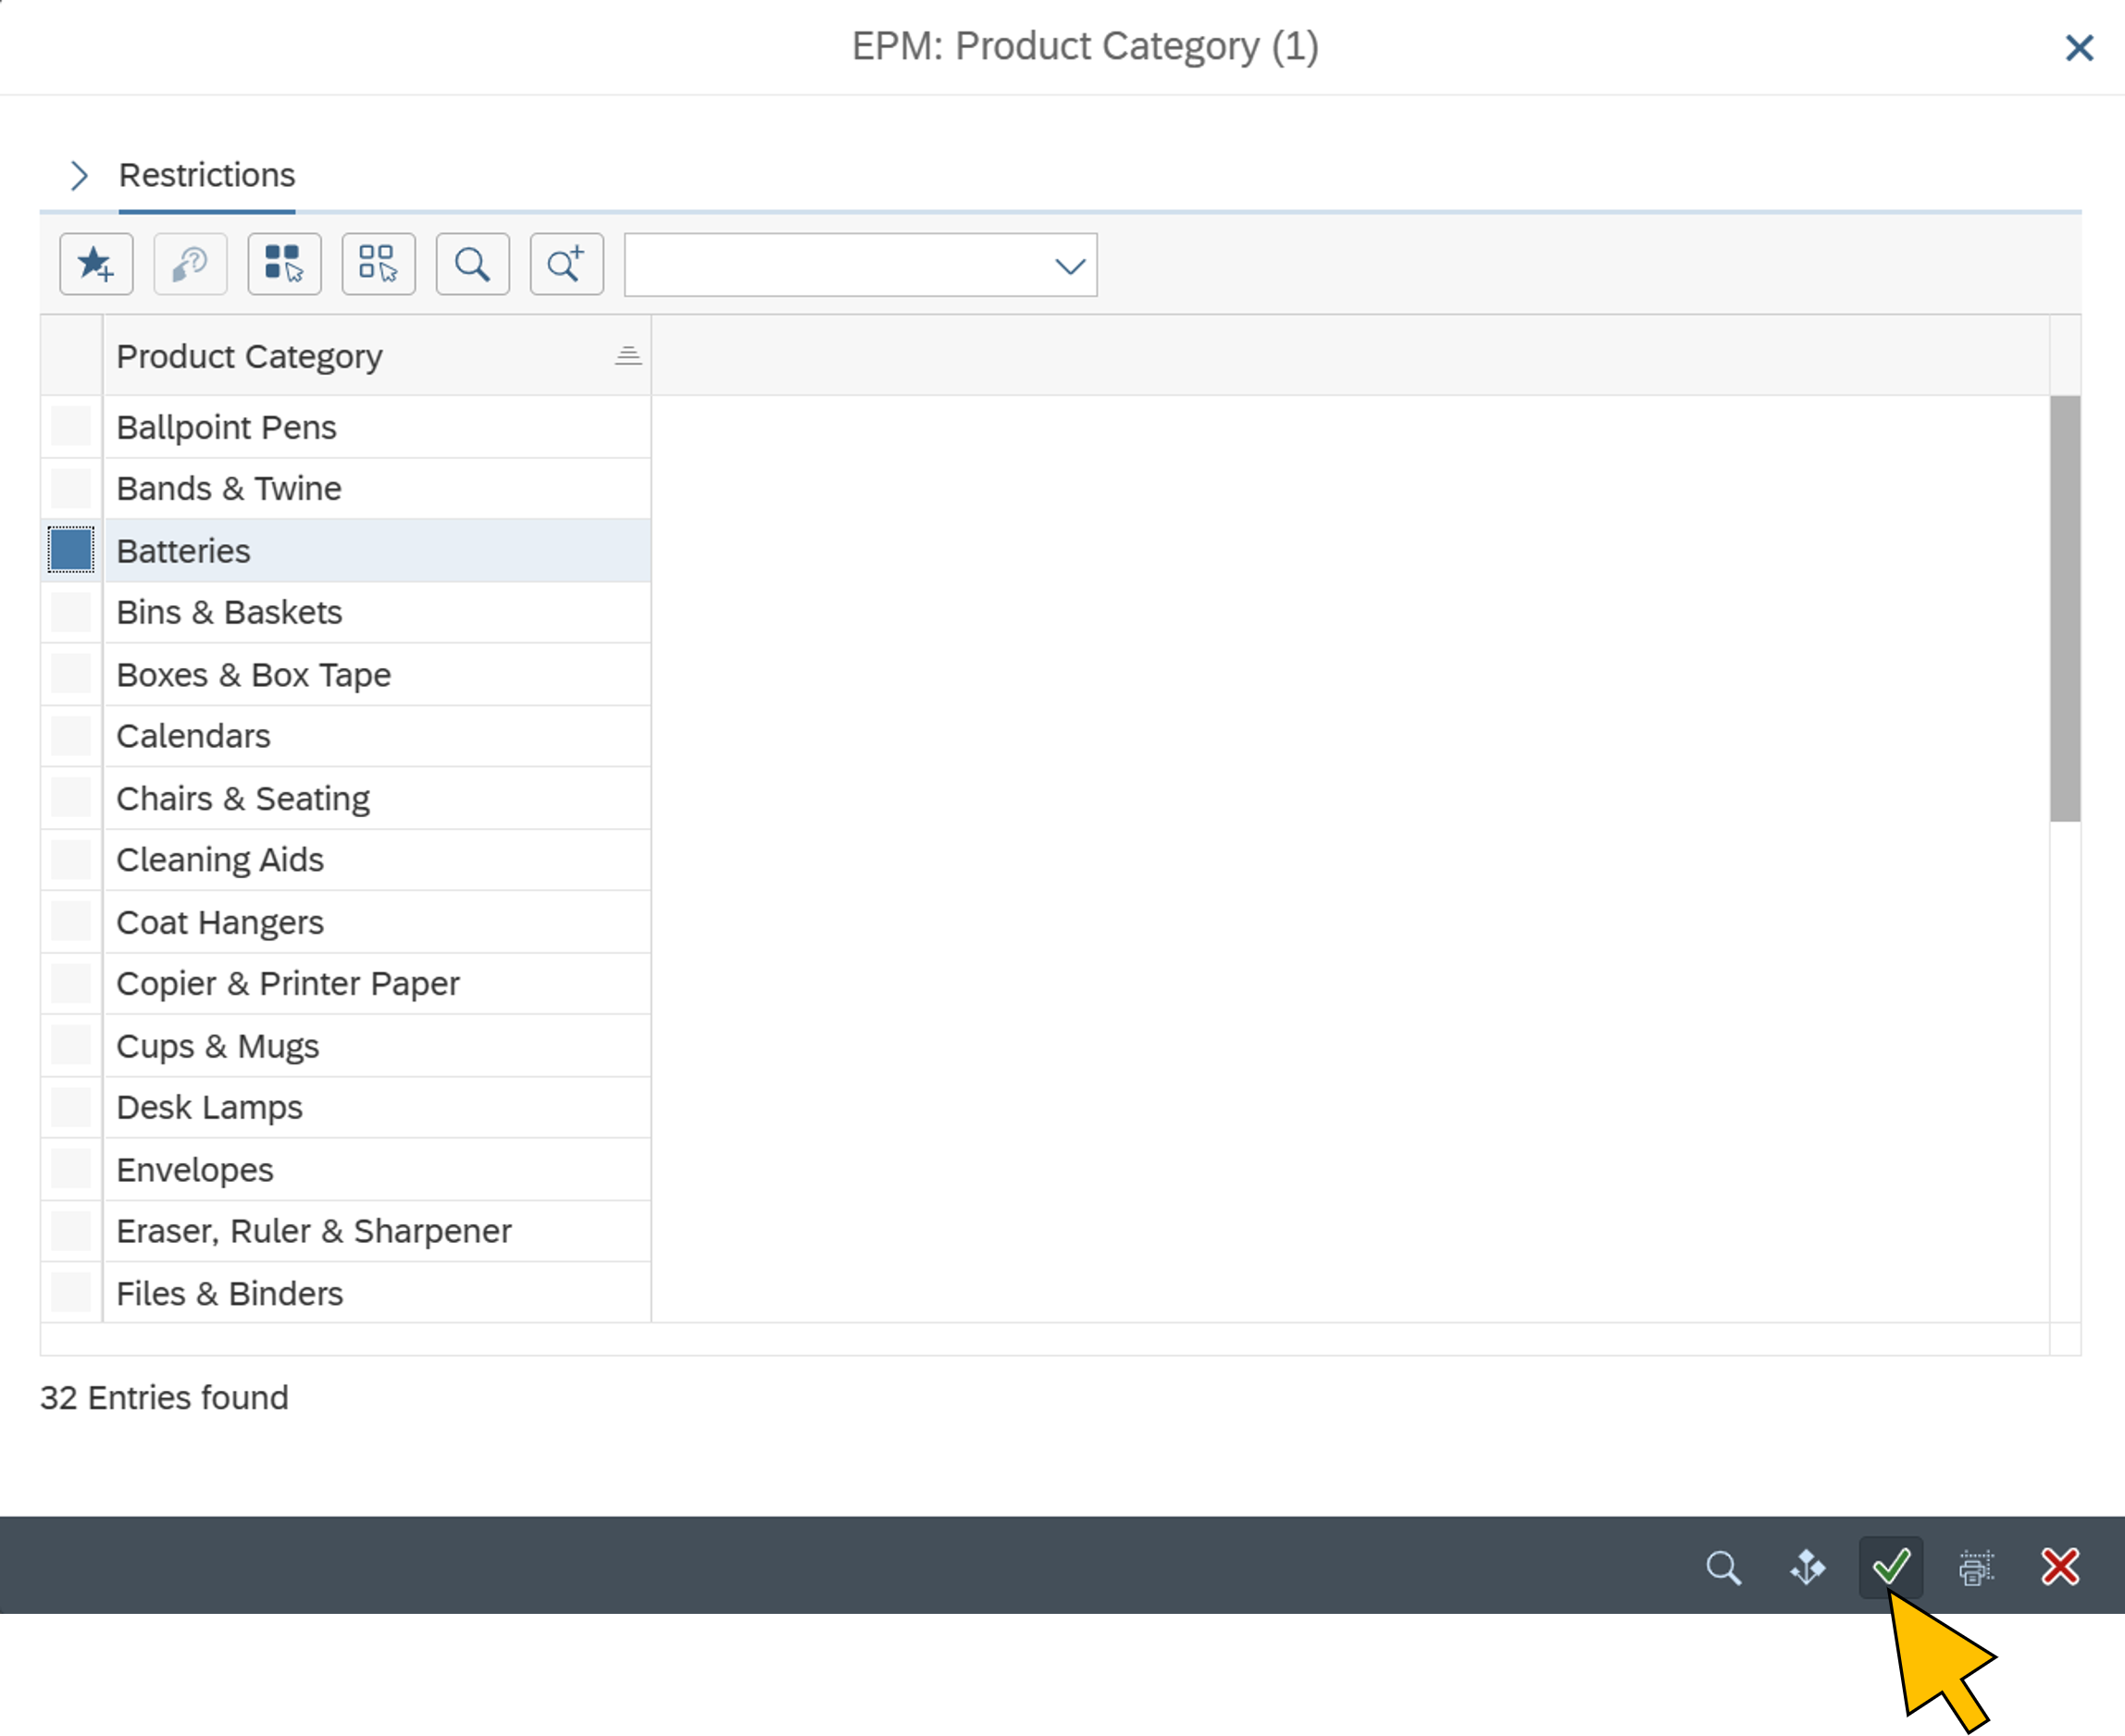 EPM: Product Category (1)
Restrictions
Product Category
Ballpoint Pens
Bands & Twine
Batteries
Bins & Baskets
Boxes & Box Tape
Calendars
Chairs & Seating
Cleaning Aids
Coat Hangers
Copier & Printer Paper
Cups & Mugs
Desk Lamps
Envelopes
Eraser, Ruler & Sharpener
Files & Binders
32 Entries found